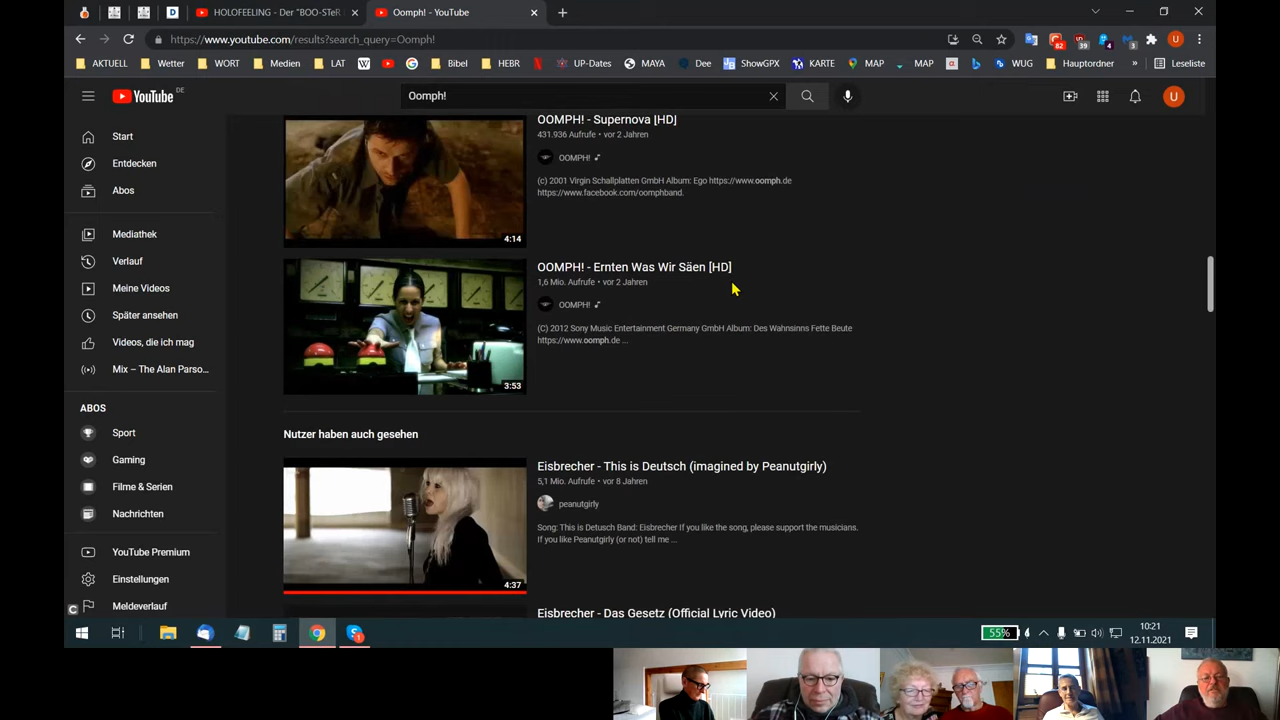 HOLOFEELING - Der "BOO-STeR
Oomph! - YouTube
https://www.youtube.com/results?search_query=Oomph!
82
39
4
3
U
AKTUELL
Wetter
WORT
Medien
LAT
Bibel
HEBR
UP-Dates
MAYA
Dee
ShowGPX
KARTE
MAP
MAP
WUG
Hauptordner
Leseliste
YouTube DE
Oomph!
U
Start
Entdecken
Abos
Mediathek
Verlauf
Meine Videos
Später ansehen
Videos, die ich mag
Mix – The Alan Parso...
ABOS
Sport
Gaming
Filme & Serien
Nachrichten
YouTube Premium
Einstellungen
Meldeverlauf
OOMPH! - Supernova [HD]
431.936 Aufrufe • vor 2 Jahren
OOMPH!
(c) 2001 Virgin Schallplatten GmbH Album: Ego https://www.oomph.de
https://www.facebook.com/oomphband.
4:14
OOMPH! - Ernten Was Wir Säen [HD]
1,6 Mio. Aufrufe • vor 2 Jahren
OOMPH!
(C) 2012 Sony Music Entertainment Germany GmbH Album: Des Wahnsinns Fette Beute
https://www.oomph.de ...
3:53
Nutzer haben auch gesehen
Eisbrecher - This is Deutsch (imagined by Peanutgirly)
5,1 Mio. Aufrufe • vor 8 Jahren
peanutgirly
Song: This is Detusch Band: Eisbrecher If you like the song, please support the musicians.
If you like Peanutgirly (or not) tell me ...
4:37
Eisbrecher - Das Gesetz (Official Lyric Video)
55%
10:21
12.11.2021